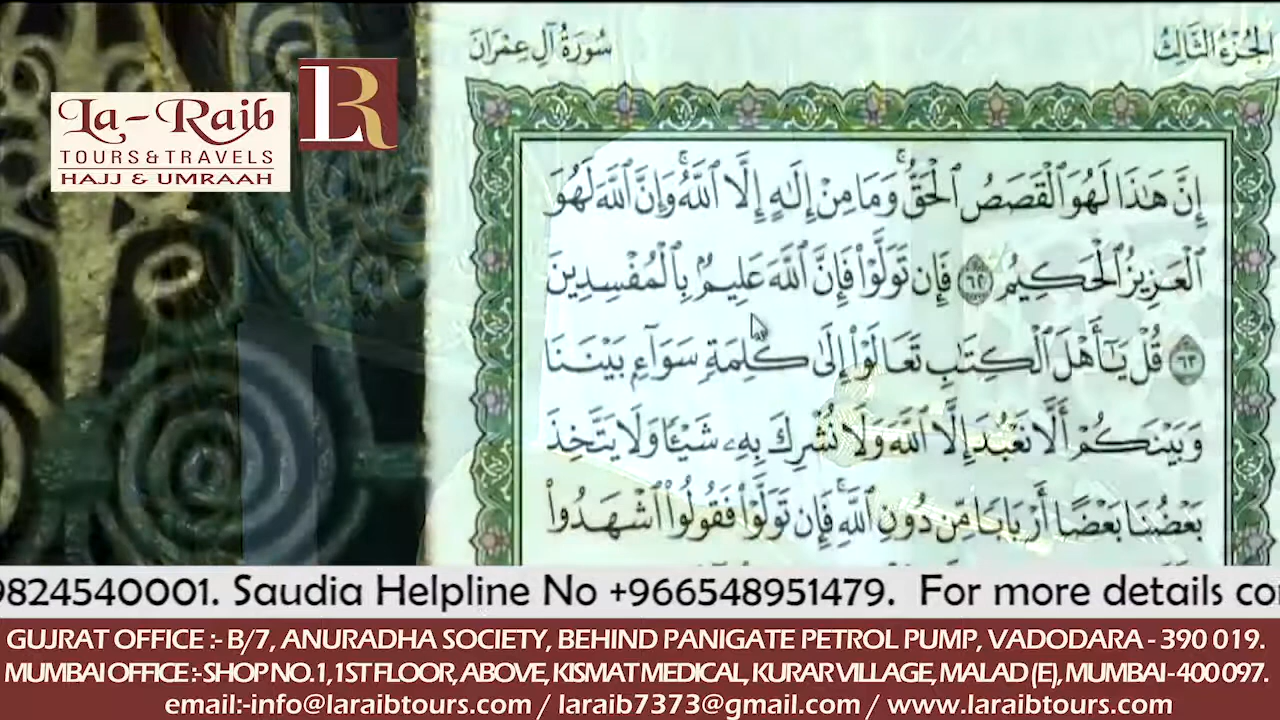 سُورَةُ آلِ عِمْرَانَ
الجُزْءُ الثَّالِثُ
La-Raib
TOURS & TRAVELS
HAJJ & UMRAAH
LR
إِنَّ هَٰذَا لَهُوَ ٱلْقَصَصُ ٱلْحَقُّ ۚ وَمَا مِنْ إِلَٰهٍ إِلَّا ٱللَّهُ ۚ وَإِنَّ ٱللَّهَ لَهُوَ
ٱلْعَزِيزُ ٱلْحَكِيمُ ٦٢ فَإِن تَوَلَّوْا۟ فَإِنَّ ٱللَّهَ عَلِيمٌۢ بِٱلْمُفْسِدِينَ
٦٣ قُلْ يَٰٓأَهْلَ ٱلْكِتَٰبِ تَعَالَوْا۟ إِلَىٰ كَلِمَةٍ سَوَآءٍۭ بَيْنَنَا
وَبَيْنَكُمْ أَلَّا نَعْبُدَ إِلَّا ٱللَّهَ وَلَا نُشْرِكَ بِهِۦ شَيْـًٔا وَلَا يَتَّخِذَ
بَعْضُنَا بَعْضًا أَرْبَابًا مِّن دُونِ ٱللَّهِ ۚ فَإِن تَوَلَّوْا۟ فَقُولُوا۟ ٱشْهَدُوا۟
9824540001. Saudia Helpline No +966548951479. For more details
GUJRAT OFFICE :- B/7, ANURADHA SOCIETY, BEHIND PANIGATE PETROL PUMP, VADODARA - 390 019.
MUMBAI OFFICE :- SHOP NO. 1, 1ST FLOOR, ABOVE, KISMAT MEDICAL, KURAR VILLAGE, MALAD (E), MUMBAI - 400 097.
email:-info@laraibtours.com / laraib7373@gmail.com / www.laraibtours.com